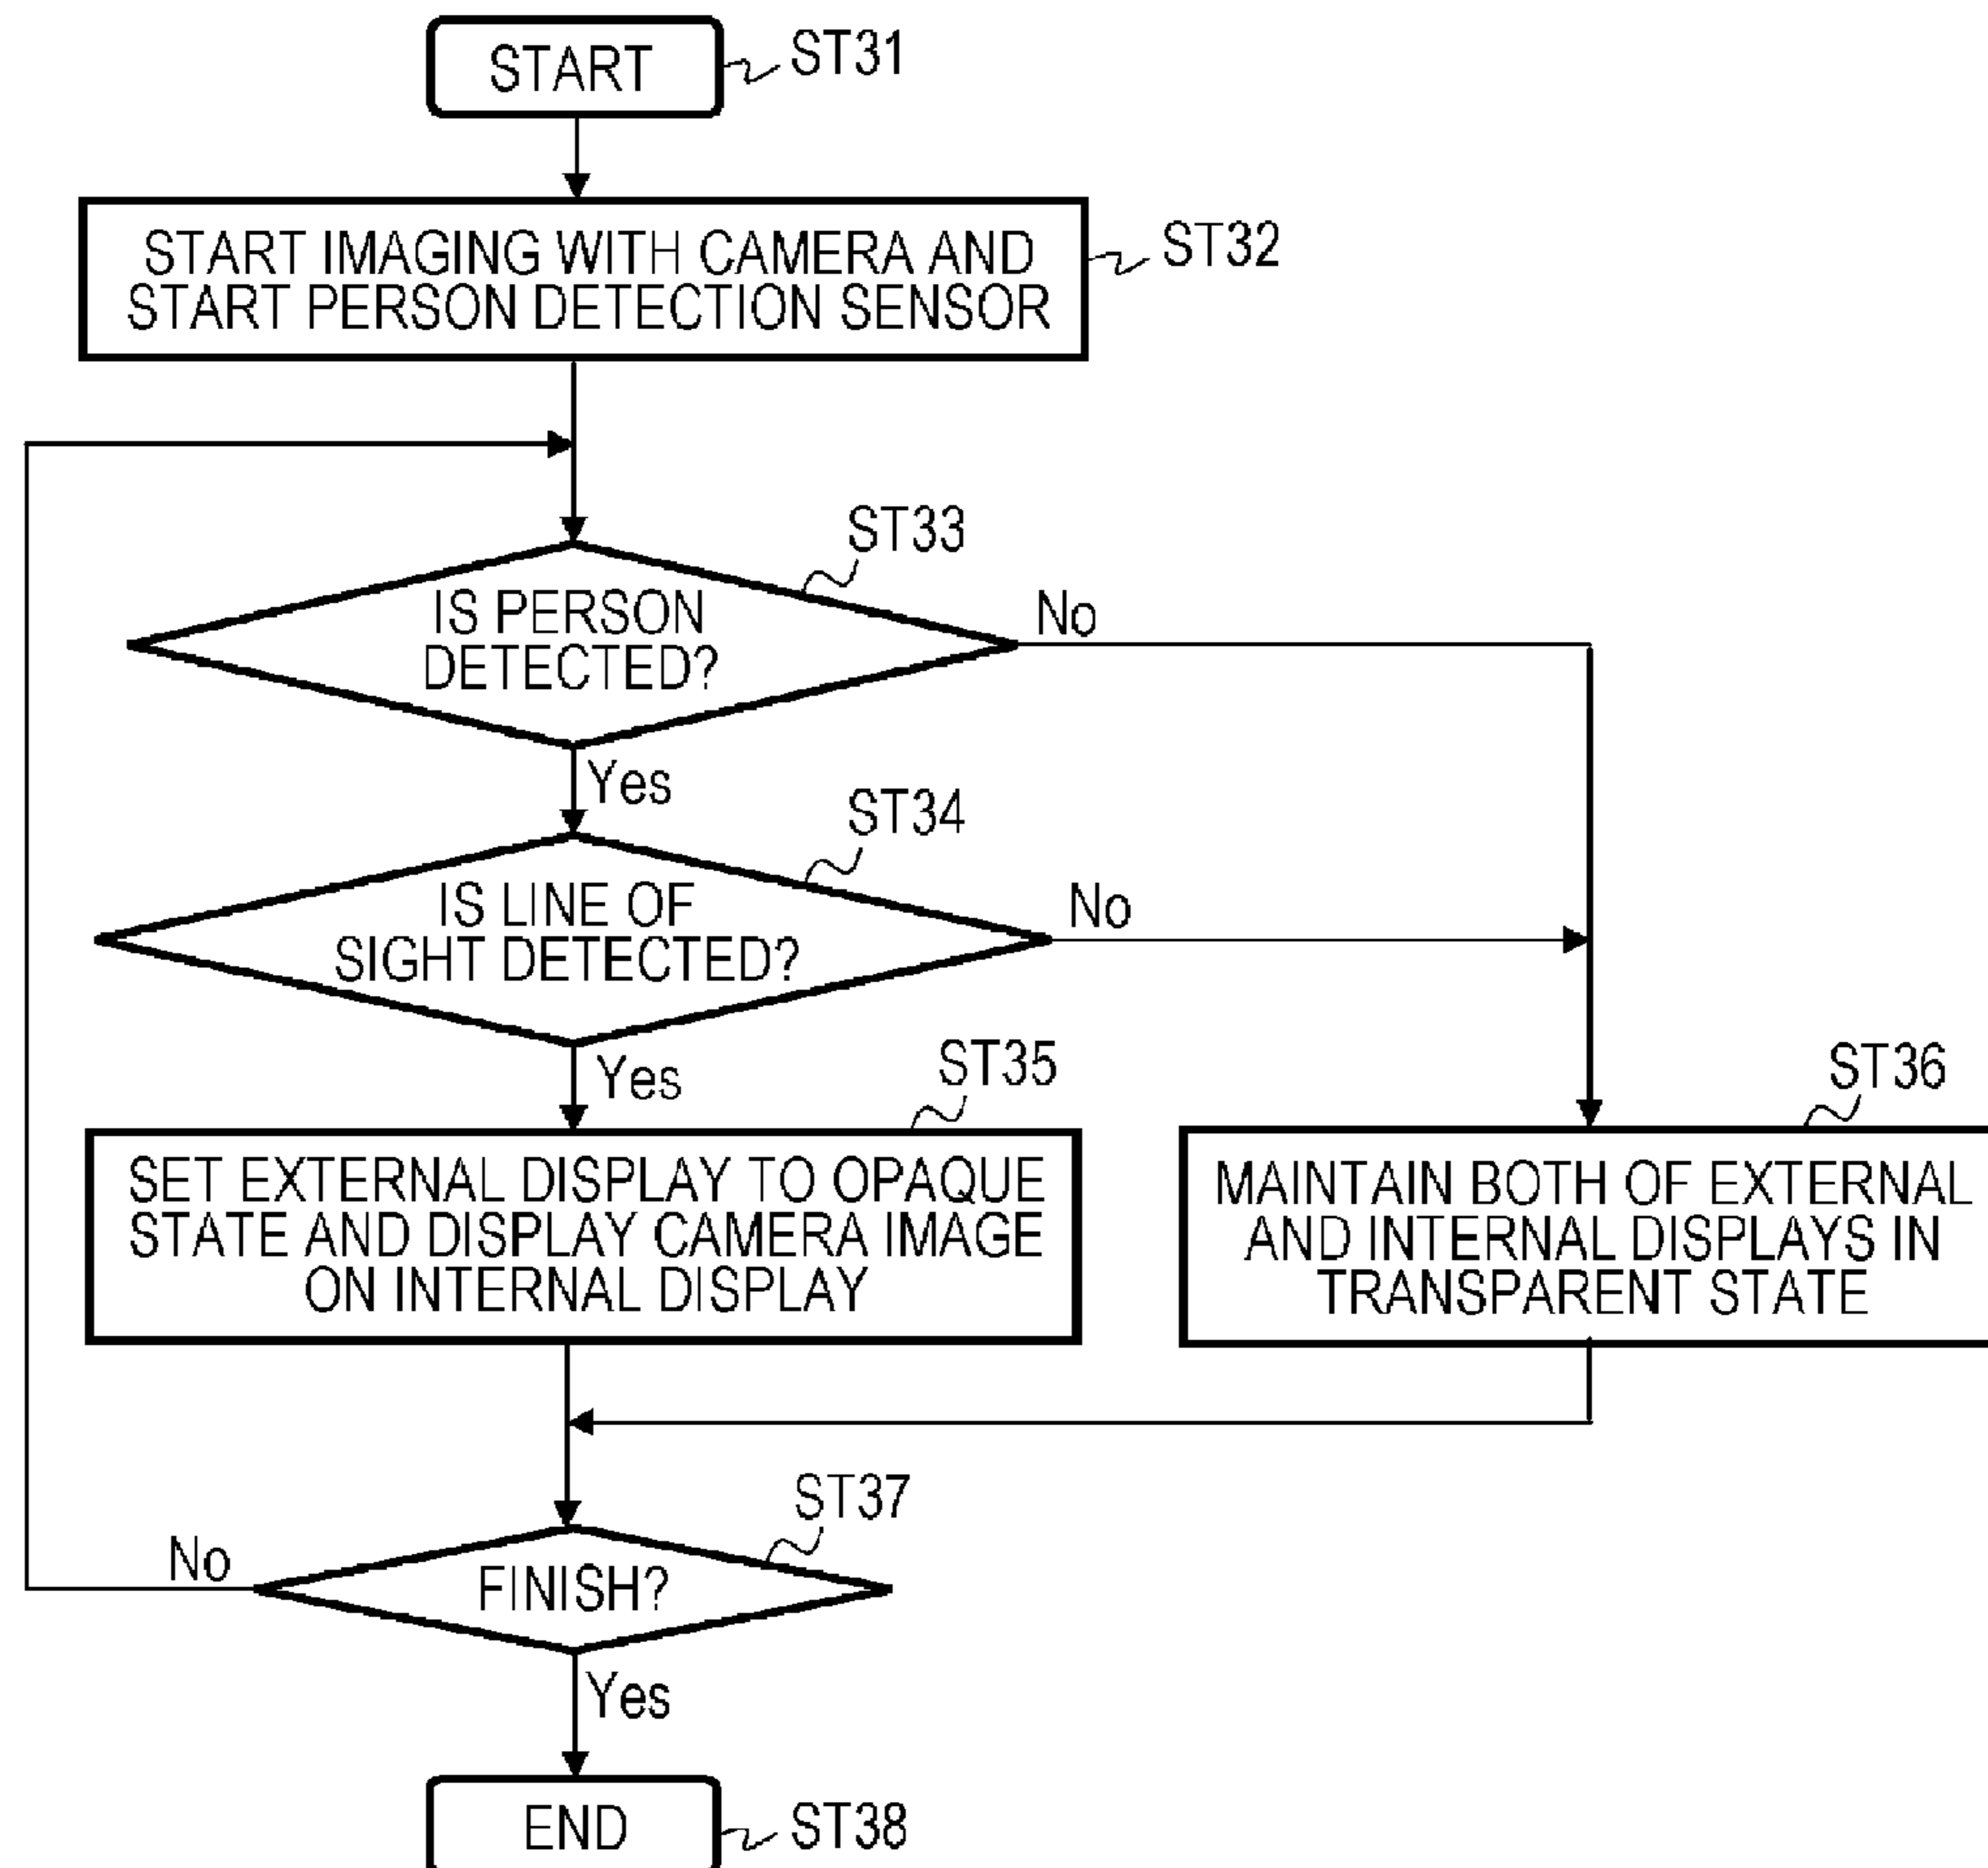 START
ST31
START IMAGING WITH CAMERA AND
START PERSON DETECTION SENSOR
ST32
ST33
IS PERSON
DETECTED?
No
Yes
ST34
IS LINE OF
SIGHT DETECTED?
No
Yes
ST35
SET EXTERNAL DISPLAY TO OPAQUE
STATE AND DISPLAY CAMERA IMAGE
ON INTERNAL DISPLAY
ST36
MAINTAIN BOTH OF EXTERNAL
AND INTERNAL DISPLAYS IN
TRANSPARENT STATE
ST37
FINISH?
No
Yes
END
ST38